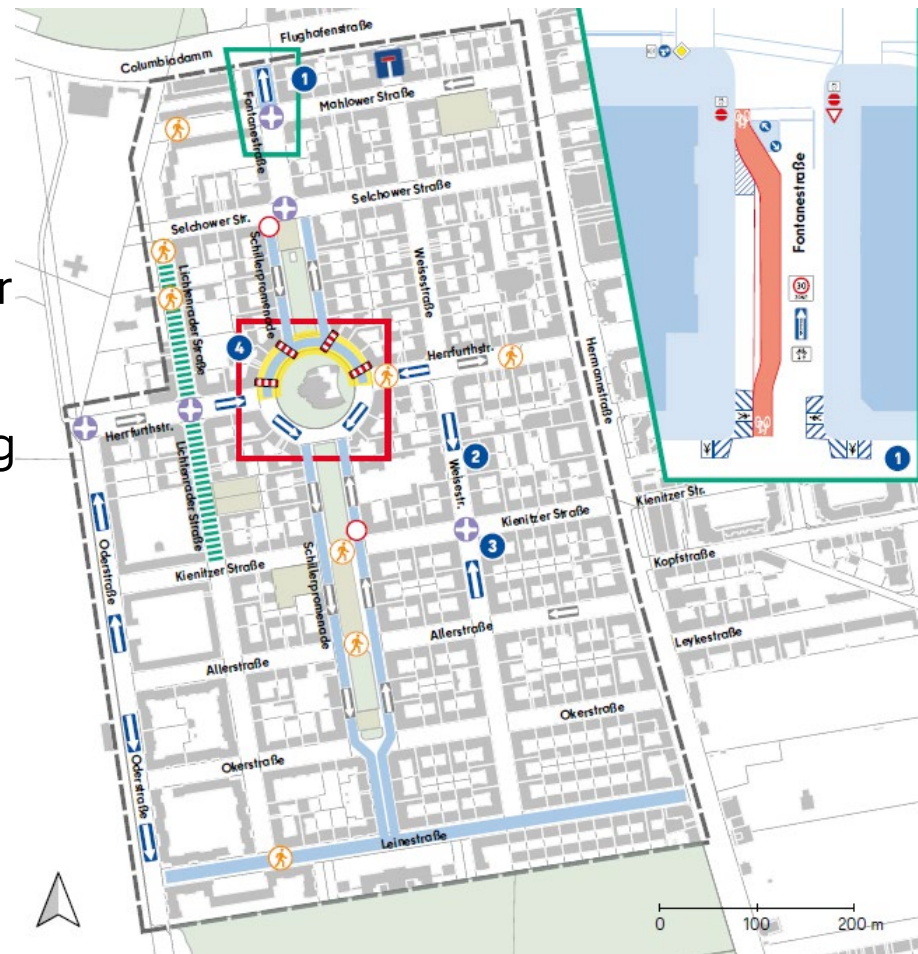 Flughafenstraße
Columbiadamm
1
Fontanestraße
Mahlower Straße
Selchower Straße
Selchower Str.
r
Schillerpromenade
Weisestraße
Lichtenrader Straße
4
Herrfurthstr.
Hermannstraße
Herrfurthstr.
g
2
Weisestr.
Lichtenrader Straße
Kienitzer Straße
Kienitzer Str.
3
Oderstraße
Kienitzer Straße
Schillerpromenade
Kopfstraße
Allerstraße
Leykestraße
Allerstraße
Okerstraße
Okerstraße
Oderstraße
Leinestraße
0 100 200 m
Fontanestraße
30
1